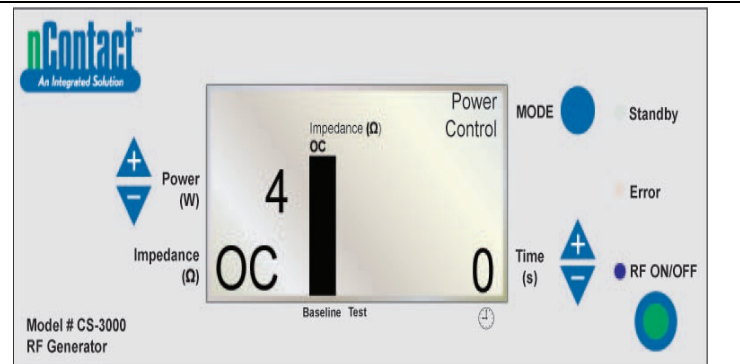 nContact™
An Integrated Solution
Power
Control
Impedance (Ω)
OC
MODE
Standby
+
Power
(W)
−
4
Error
Impedance
(Ω)
OC
0
Time
(s)
+
−
RF ON/OFF
Baseline Test
Model # CS-3000
RF Generator